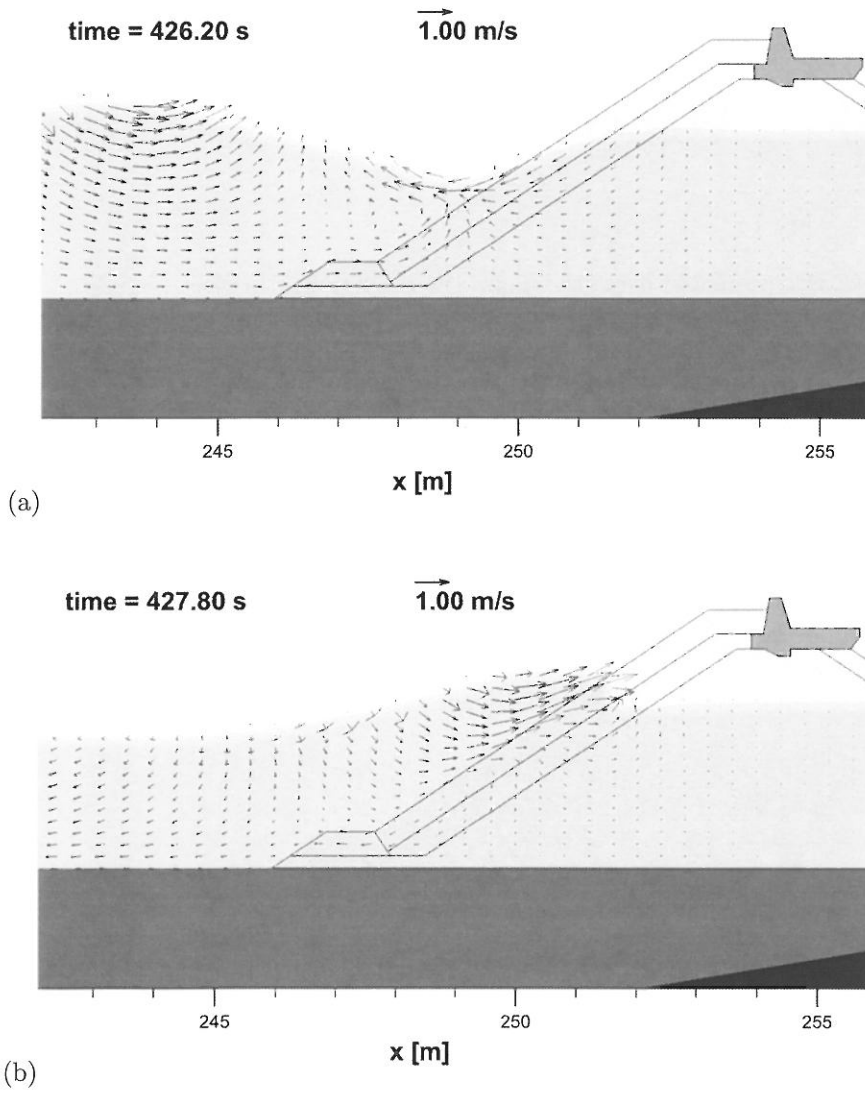 time = 426.20 s 1.00 m/s
245 250 255
x [m]
(a)
time = 427.80 s 1.00 m/s
245 250 255
x [m]
(b)